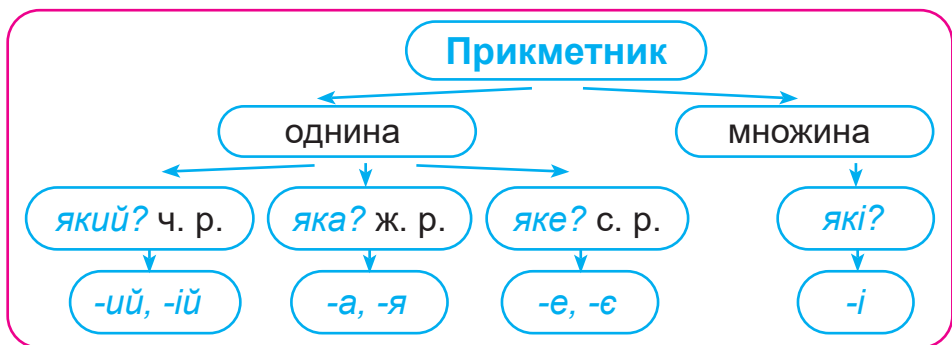 Прикметник
однина множина
який? ч. р. яка? ж. р. яке? с. р. які?
-ий, -ій -а, -я -е, -є -і